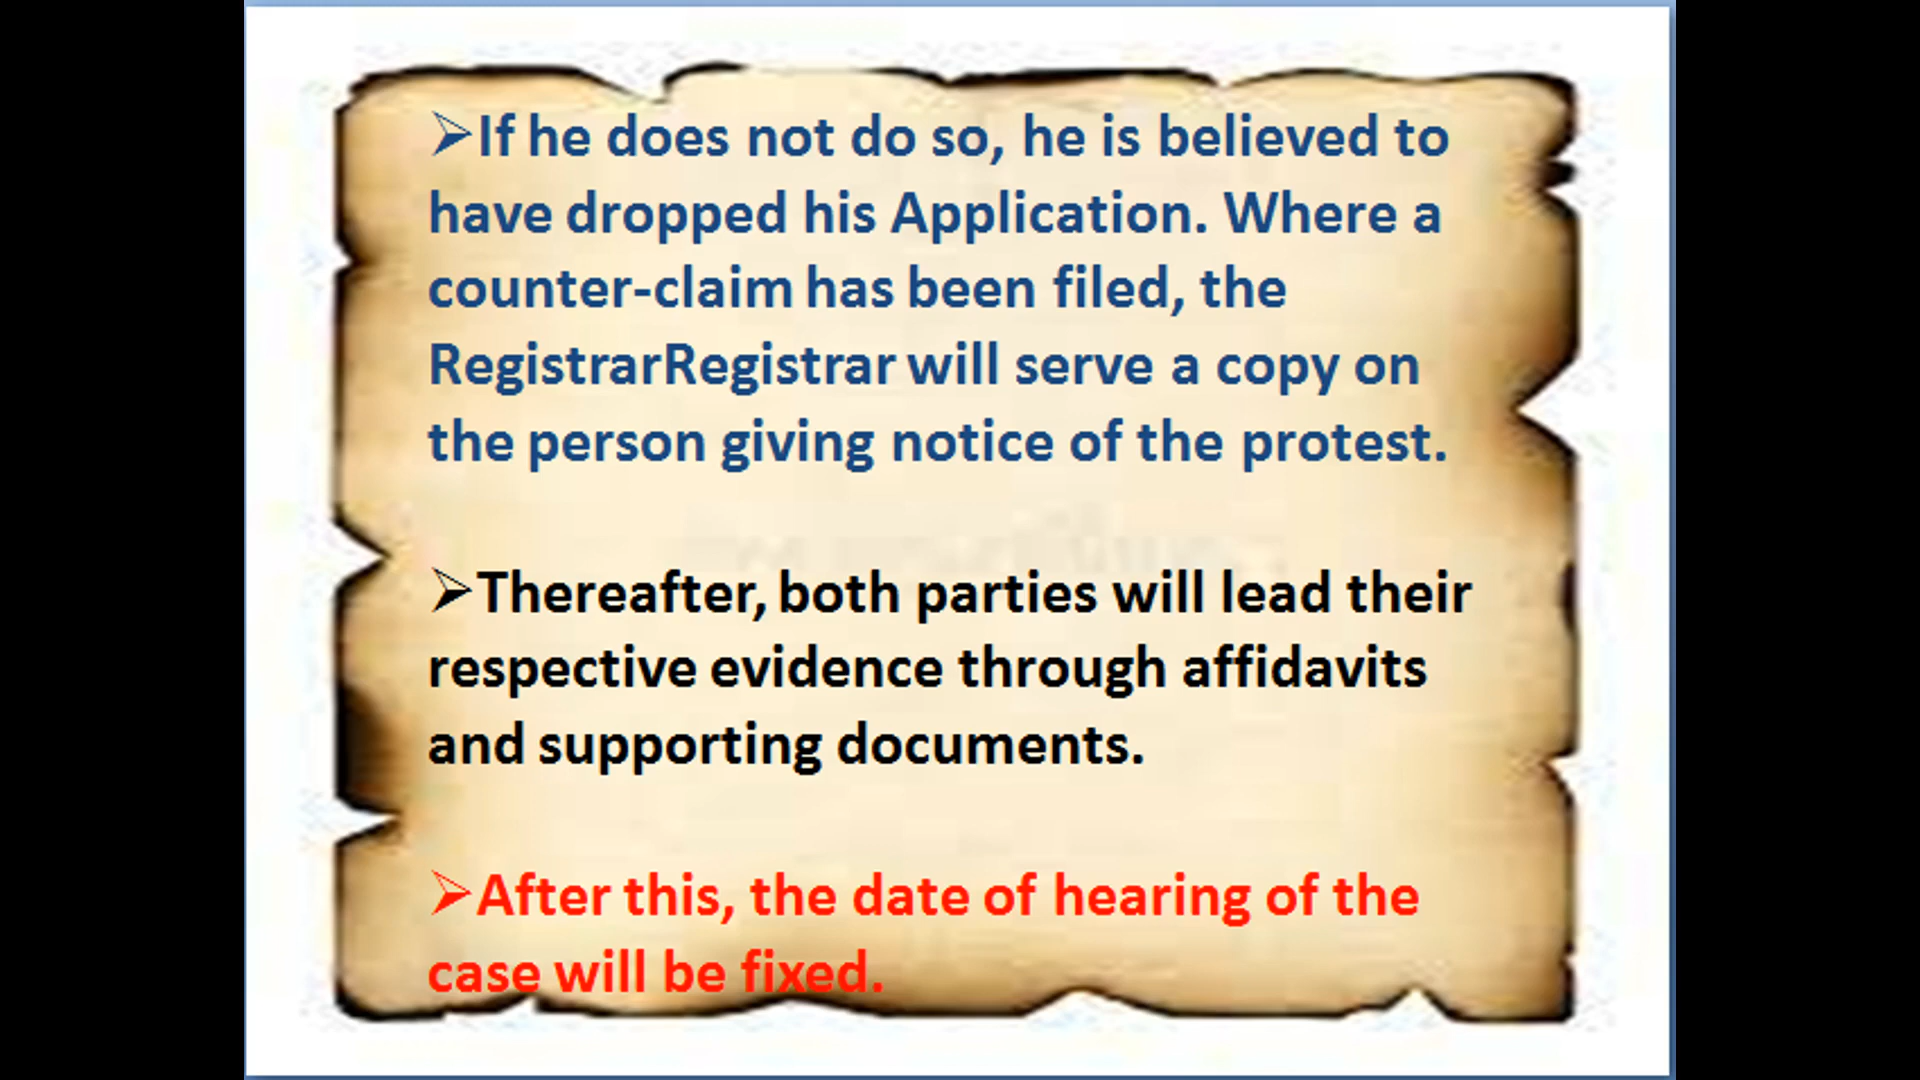 ➢If he does not do so, he is believed to
have dropped his Application. Where a
counter-claim has been filed, the
RegistrarRegistrar will serve a copy on
the person giving notice of the protest.
➢Thereafter, both parties will lead their
respective evidence through affidavits
and supporting documents.
➢After this, the date of hearing of the
case will be fixed.